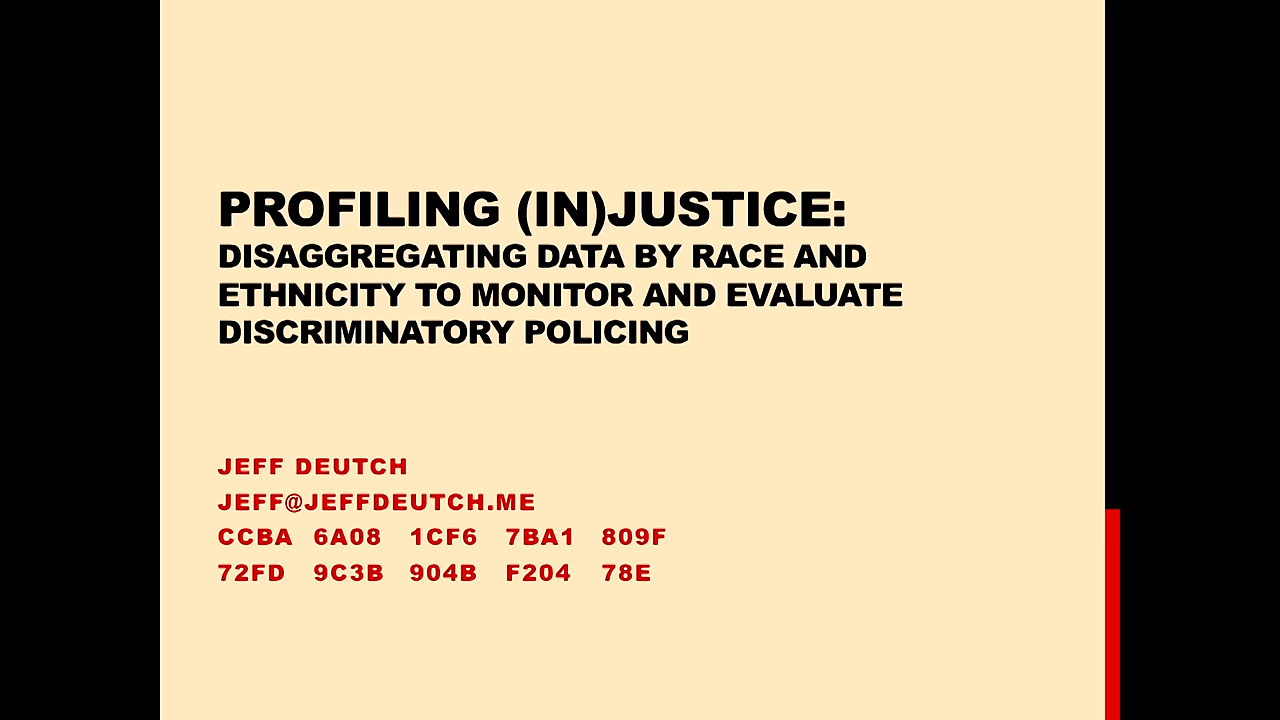 PROFILING (IN)JUSTICE:
DISAGGREGATING DATA BY RACE AND
ETHNICITY TO MONITOR AND EVALUATE
DISCRIMINATORY POLICING
JEFF DEUTCH
JEFF@JEFFDEUTCH.ME
CCBA 6A08 1CF6 7BA1 809F
72FD 9C3B 904B F204 78E